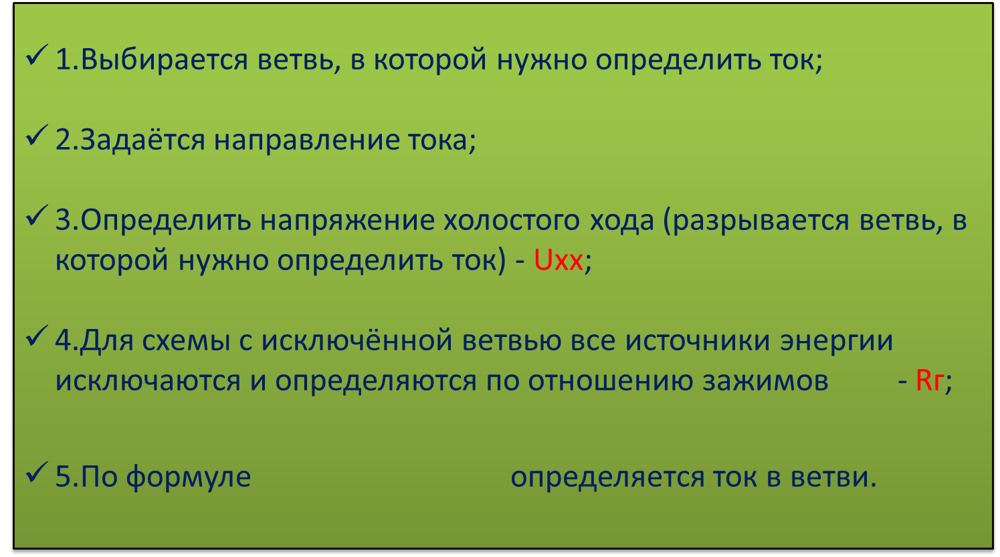 ✓ 1.Выбирается ветвь, в которой нужно определить ток;
✓ 2.Задаётся направление тока;
✓ 3.Определить напряжение холостого хода (разрывается ветвь, в
которой нужно определить ток) - Uхх;
✓ 4.Для схемы с исключённой ветвью все источники энергии
исключаются и определяются по отношению зажимов - Rг;
✓ 5.По формуле определяется ток в ветви.